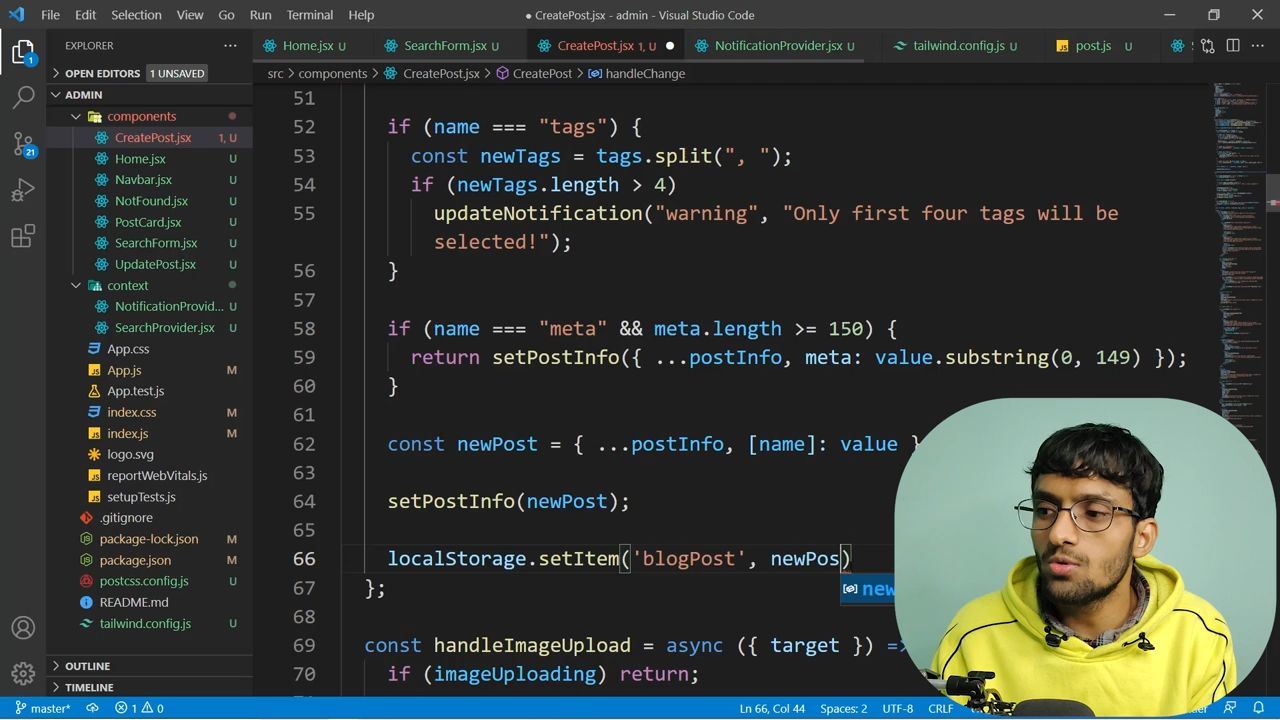 File Edit Selection View Go Run Terminal Help
● CreatePost.jsx - admin - Visual Studio Code
EXPLORER
Home.jsx U
SearchForm.jsx U
CreatePost.jsx 1, U
NotificationProvider.jsx U
tailwind.config.js U
JS post.js U
OPEN EDITORS 1 UNSAVED
src > components > CreatePost.jsx > CreatePost > handleChange
ADMIN
components
CreatePost.jsx 1, U
Home.jsx U
Navbar.jsx U
NotFound.jsx U
PostCard.jsx U
SearchForm.jsx U
UpdatePost.jsx U
context
NotificationProvid... U
SearchProvider.jsx U
App.css
App.js M
App.test.js
index.css M
JS index.js M
logo.svg
JS reportWebVitals.js
JS setupTests.js
.gitignore
package-lock.json M
package.json M
postcss.config.js U
README.md
tailwind.config.js U
OUTLINE
TIMELINE
1
21
51
52 if (name === "tags") {
53 const newTags = tags.split(", ");
54 if (newTags.length > 4)
55 updateNotification("warning", "Only first four tags will be
selected!");
56 }
57
58 if (name === "meta" && meta.length >= 150) {
59 return setPostInfo({ ...postInfo, meta: value.substring(0, 149) });
60 }
61
62 const newPost = { ...postInfo, [name]: value }
63
64 setPostInfo(newPost);
65
66 localStorage.setItem('blogPost', newPos)
new
67 };
68
69 const handleImageUpload = async ({ target }) =>
70 if (imageUploading) return;
master* 1 0
Ln 66, Col 44 Spaces: 2 UTF-8 CRLF